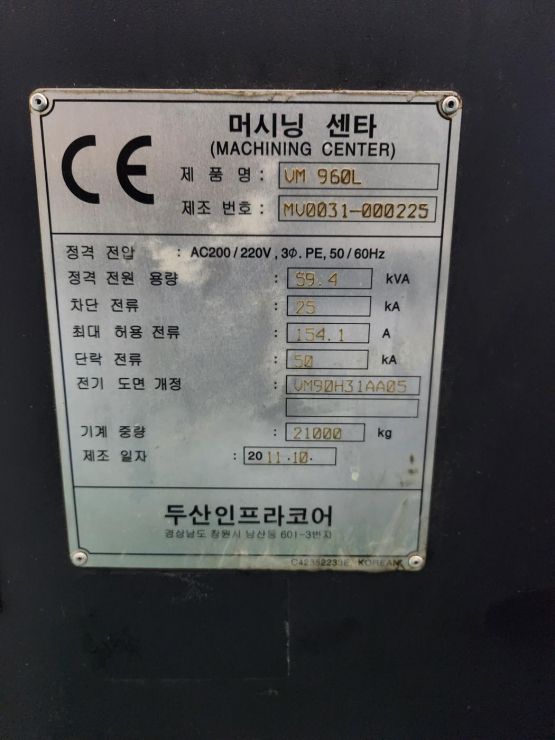 CE
머시닝 센타
(MACHINING CENTER)
제 품 명 : VM 960L
제조 번호 : MV0031-000225
정격 전압 : AC200/220V, 3Φ. PE, 50/60Hz
정격 전원 용량 : 59.4 kVA
차단 전류 : 25 kA
최대 허용 전류 : 154.1 A
단락 전류 : 50 kA
전기 도면 개정 : VM90H31AA05
기계 중량 : 21000 kg
제조 일자 : 2011.10.
두산인프라코어
경상남도 창원시 남산동 601-3번지
C42352233E, KOREAN